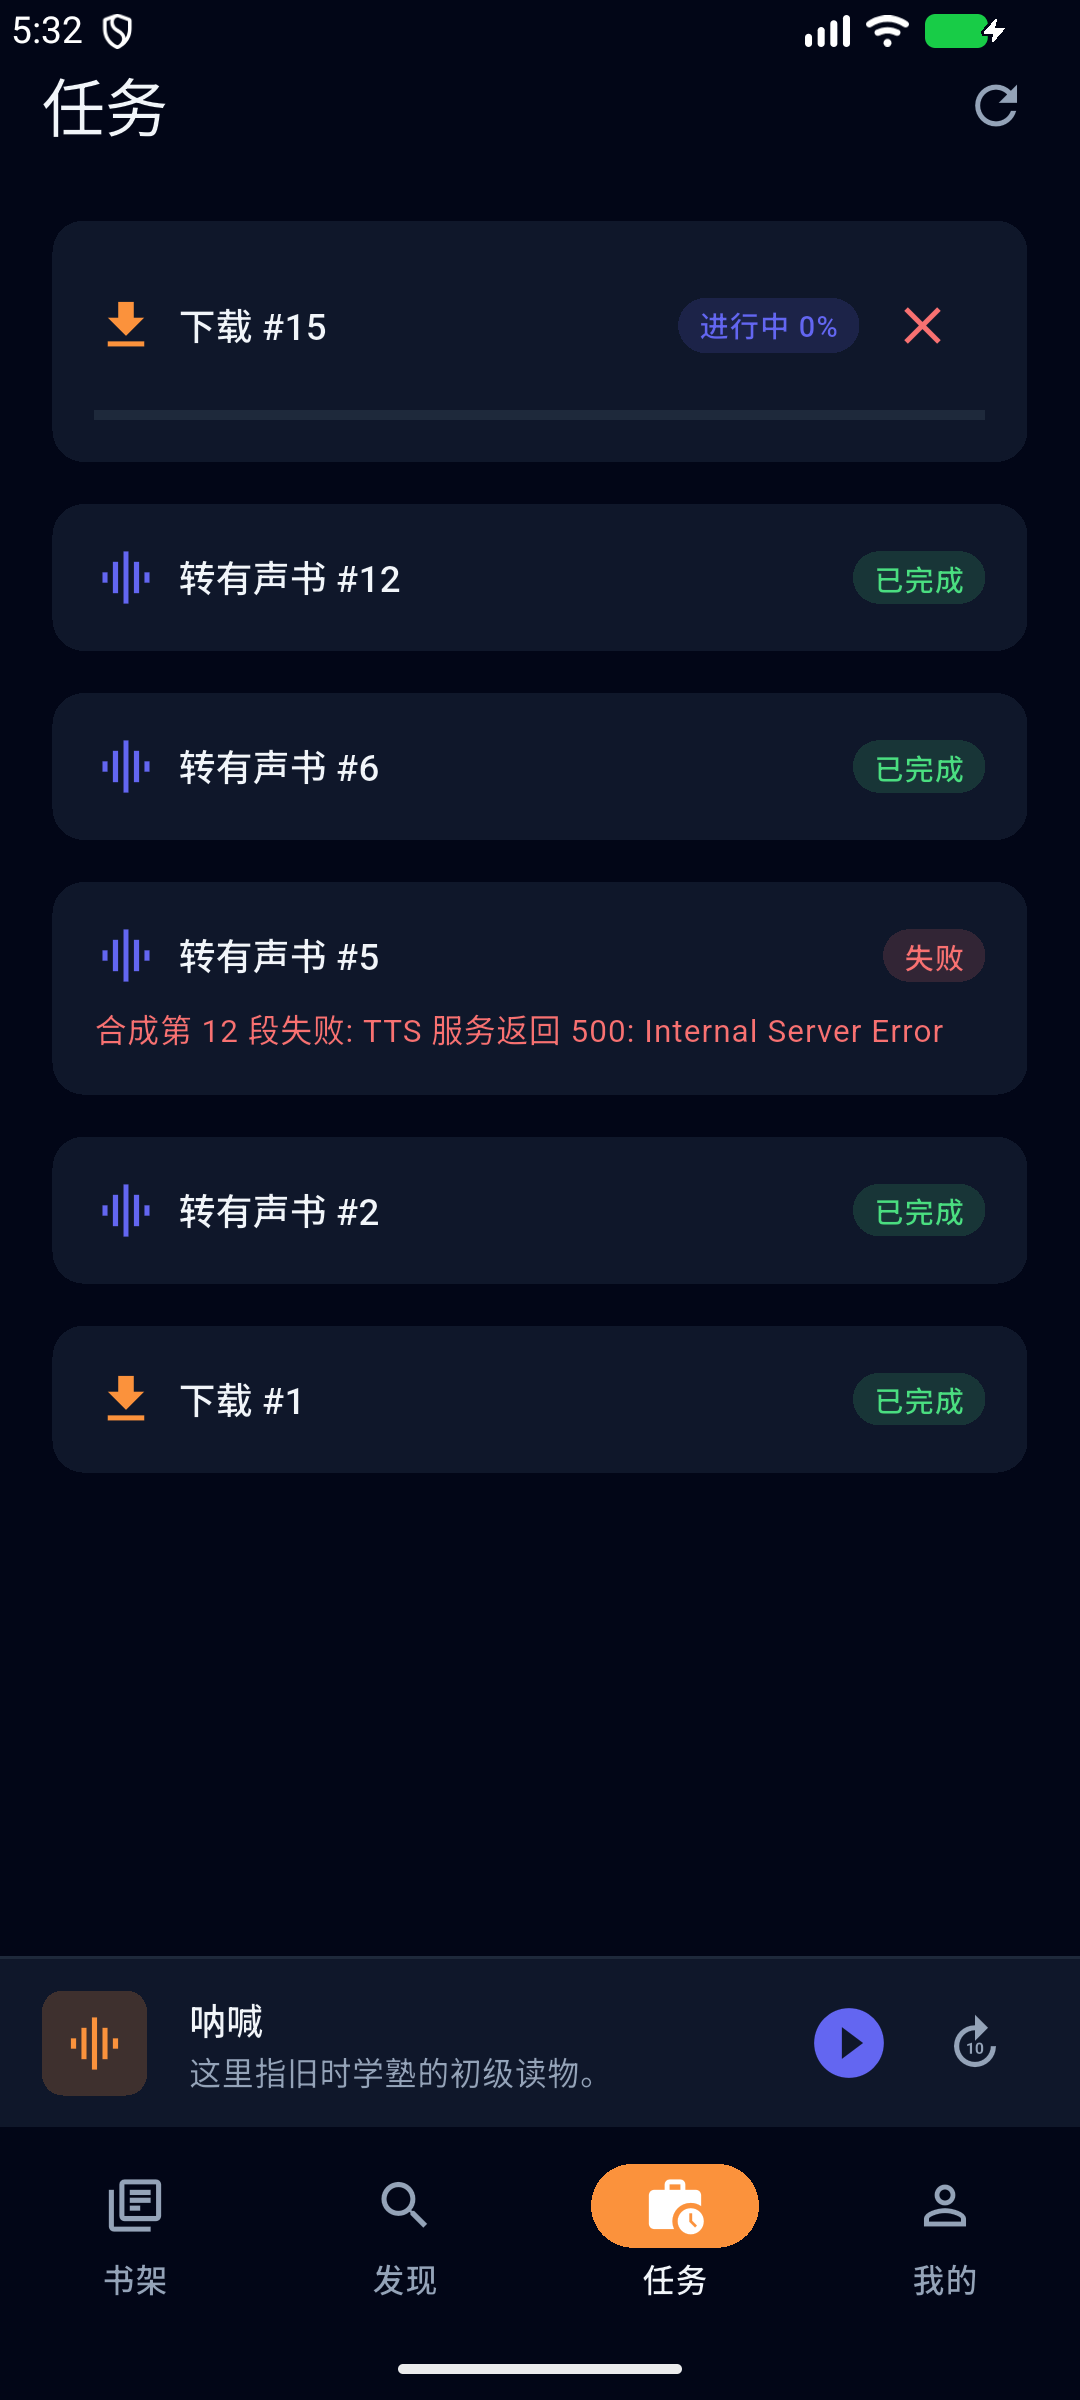 5:32
任务
下载 #15
进行中 0%
转有声书 #12
已完成
转有声书 #6
已完成
转有声书 #5
失败
合成第 12 段失败: TTS 服务返回 500: Internal Server Error
转有声书 #2
已完成
下载 #1
已完成
呐喊
这里指旧时学塾的初级读物。
10
书架
发现
任务
我的